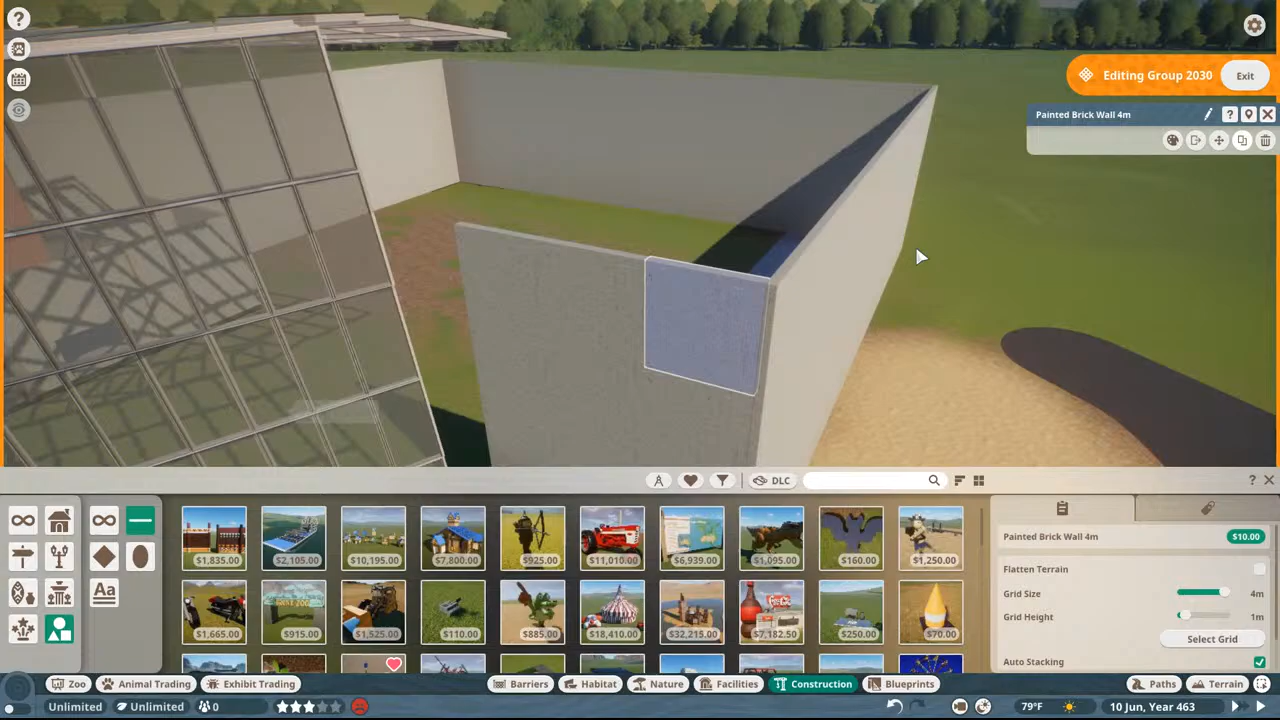 ?
Editing Group 2030
Exit
Painted Brick Wall 4m
?
DLC
?
$1,835.00
$2,105.00
$10,195.00
$7,800.00
$925.00
$11,010.00
$6,939.00
$1,095.00
$160.00
$1,250.00
Painted Brick Wall 4m
$10.00
Flatten Terrain
Grid Size
4m
Aa
$1,665.00
$915.00
$1,525.00
$110.00
$885.00
$18,410.00
$32,215.00
$7,182.50
$250.00
$70.00
Grid Height
1m
Select Grid
Auto Stacking
Zoo
Animal Trading
Exhibit Trading
Barriers
Habitat
Nature
Facilities
Construction
Blueprints
Paths
Terrain
Unlimited
Unlimited
0
79°F
10 Jun, Year 463